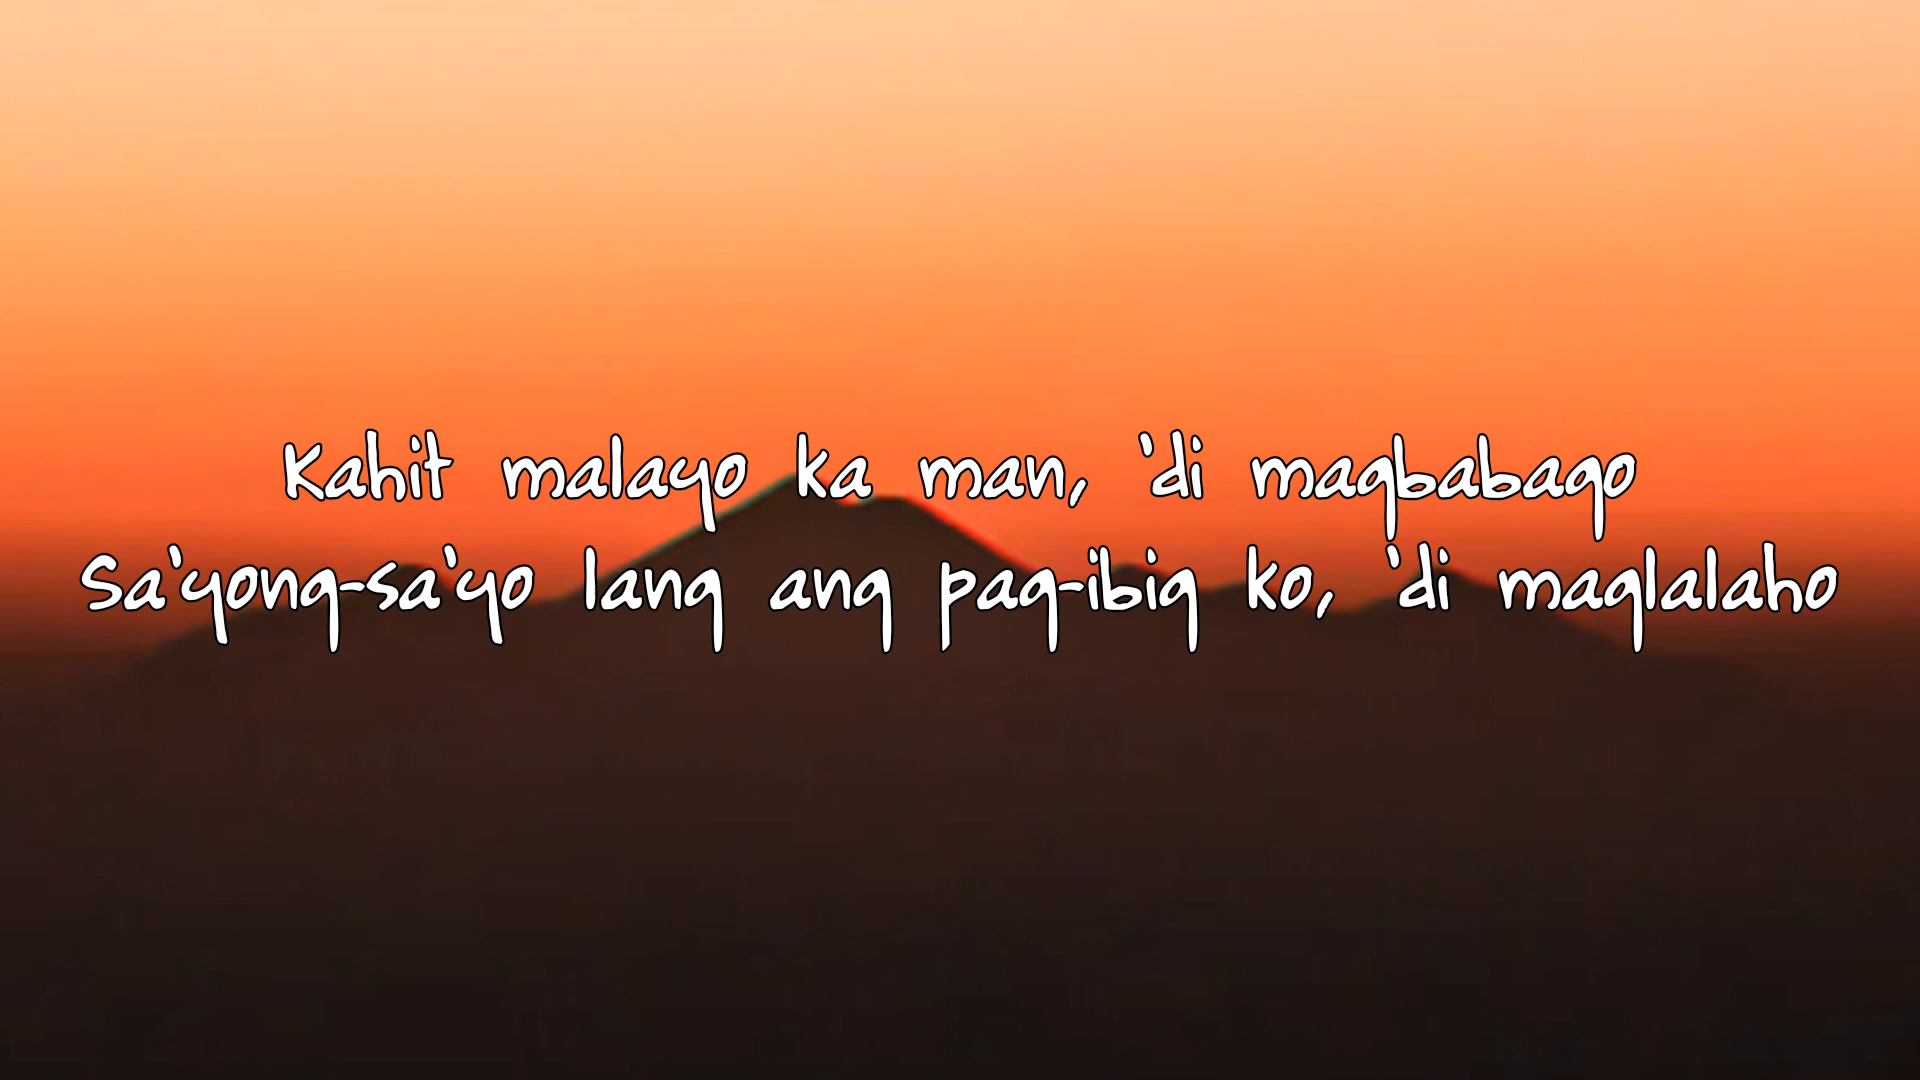 Kahit malayo ka man, 'di magbabago
Sa'yong-sa'yo lang ang pag-ibig ko, 'di maglalaho